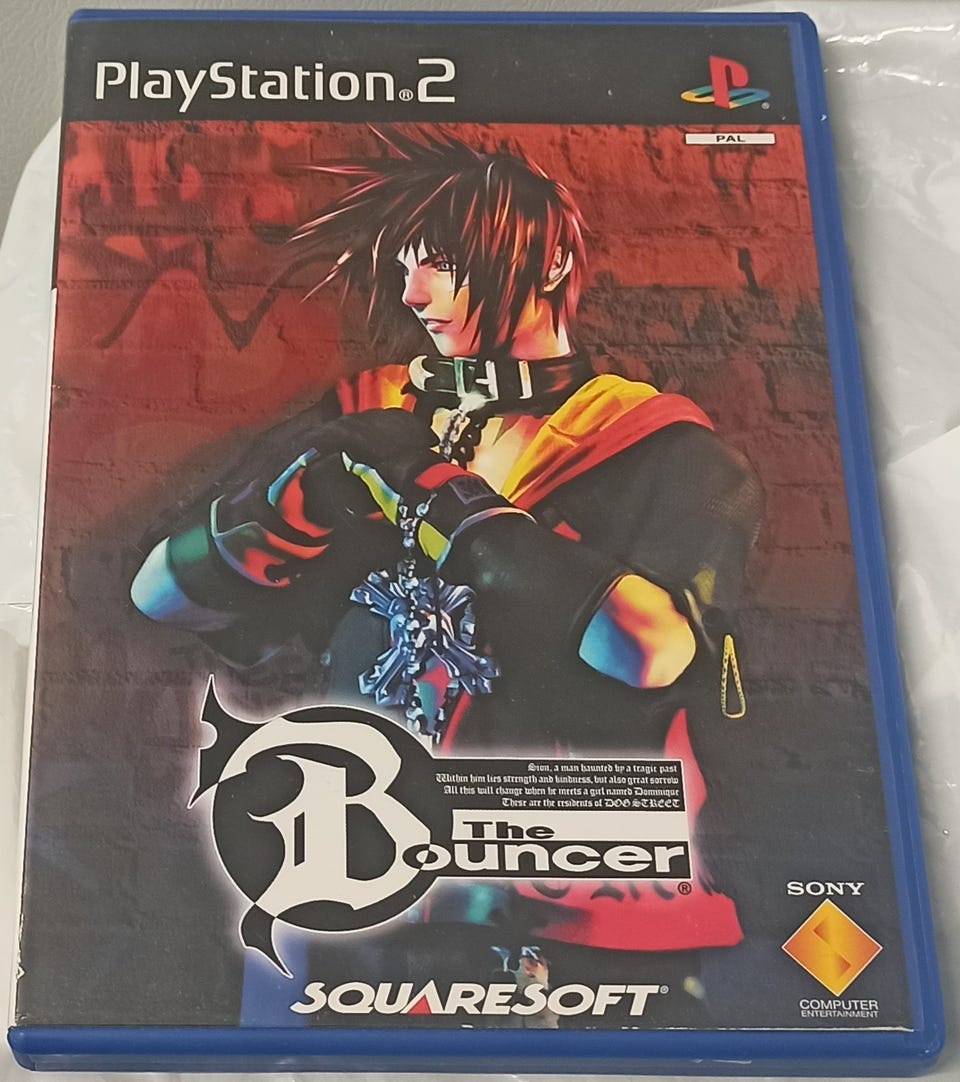 PlayStation®2
PAL
Sion, a man haunted by a tragic past
Within him lies strength and kindness, but also great sorrow
All this will change when he meets a girl named Dominique
These are the residents of DOG STREET
The
Bouncer®
SONY
COMPUTER
ENTERTAINMENT
SQUARESOFT®